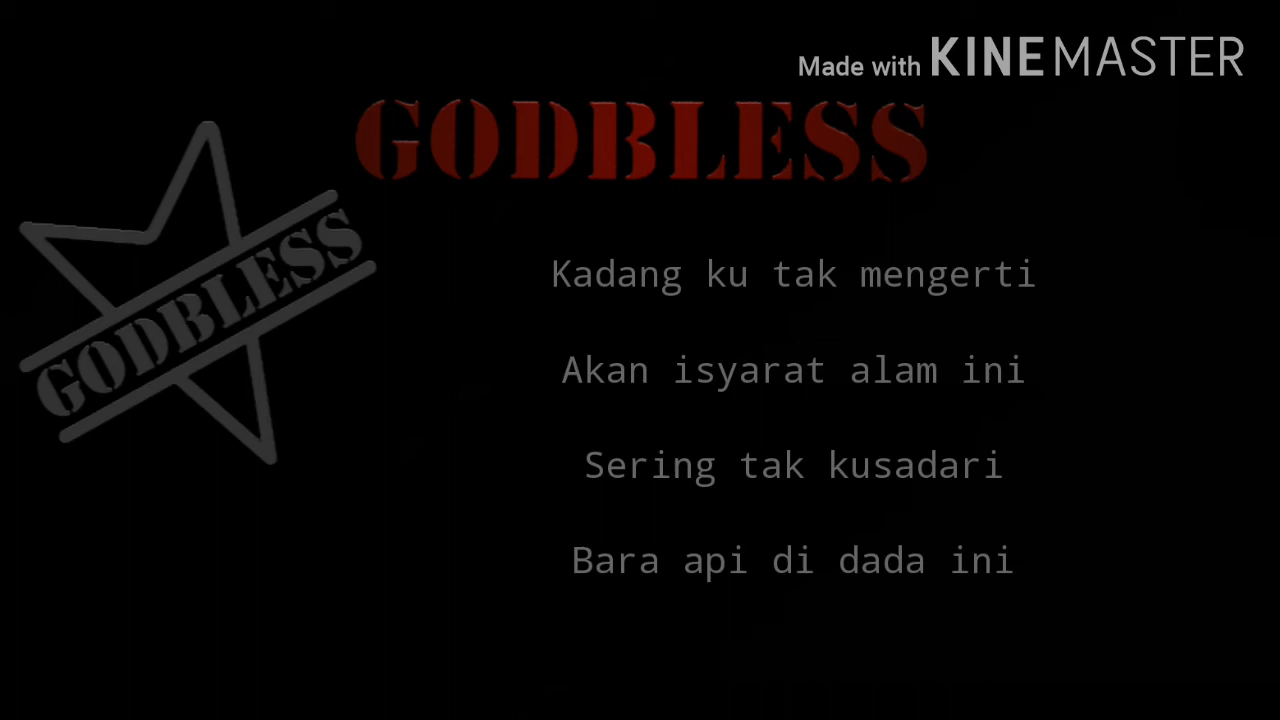 Made with KINEMASTER
GODBLESS
GODBLESS
Kadang ku tak mengerti
Akan isyarat alam ini
Sering tak kusadari
Bara api di dada ini